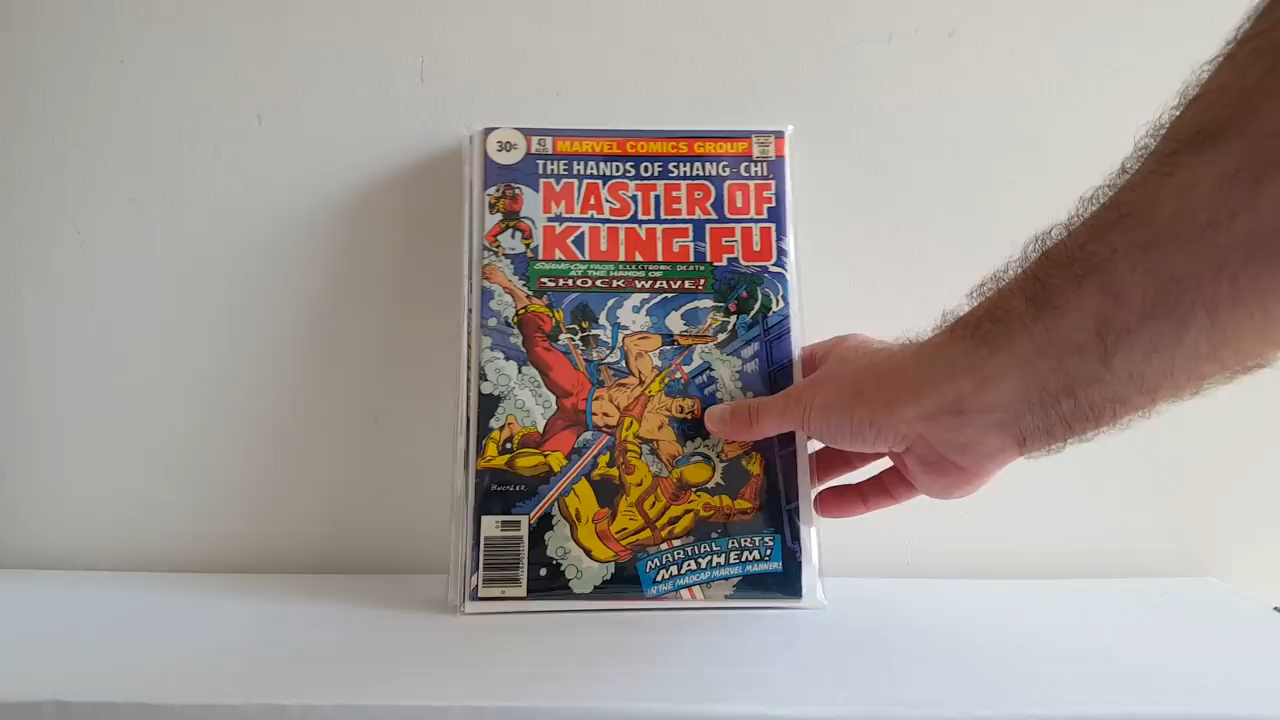 30¢
43
AUG
MARVEL COMICS GROUP
THE HANDS OF SHANG-CHI,
MASTER OF
KUNG FU
SHANG-CHI FACES ELECTRONIC DEATH
AT THE HANDS OF
SHOCK-WAVE!
BUCKLER
08
MARTIAL ARTS
MAYHEM!
IN THE MADCAP MARVEL MANNER!